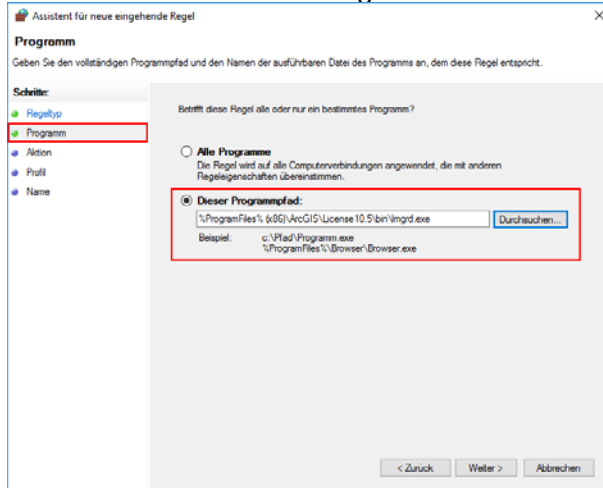 Assistent für neue eingehende Regel
Programm
Geben Sie den vollständigen Programmpfad und den Namen der ausführbaren Datei des Programms an, dem diese Regel entspricht.
Schritte:
Regeltyp
Programm
Aktion
Profil
Name
Betrifft diese Regel alle oder nur ein bestimmtes Programm?
Alle Programme
Die Regel wird auf alle Computerverbindungen angewendet, die mit anderen
Regeleigenschaften übereinstimmen.
Dieser Programmpfad:
%ProgramFiles% (x86)\ArcGIS\License10.5\bin\lmgrd.exe
Durchsuchen...
Beispiel: c:\Pfad\Programm.exe
%ProgramFiles%\Browser\Browser.exe
< Zurück Weiter > Abbrechen